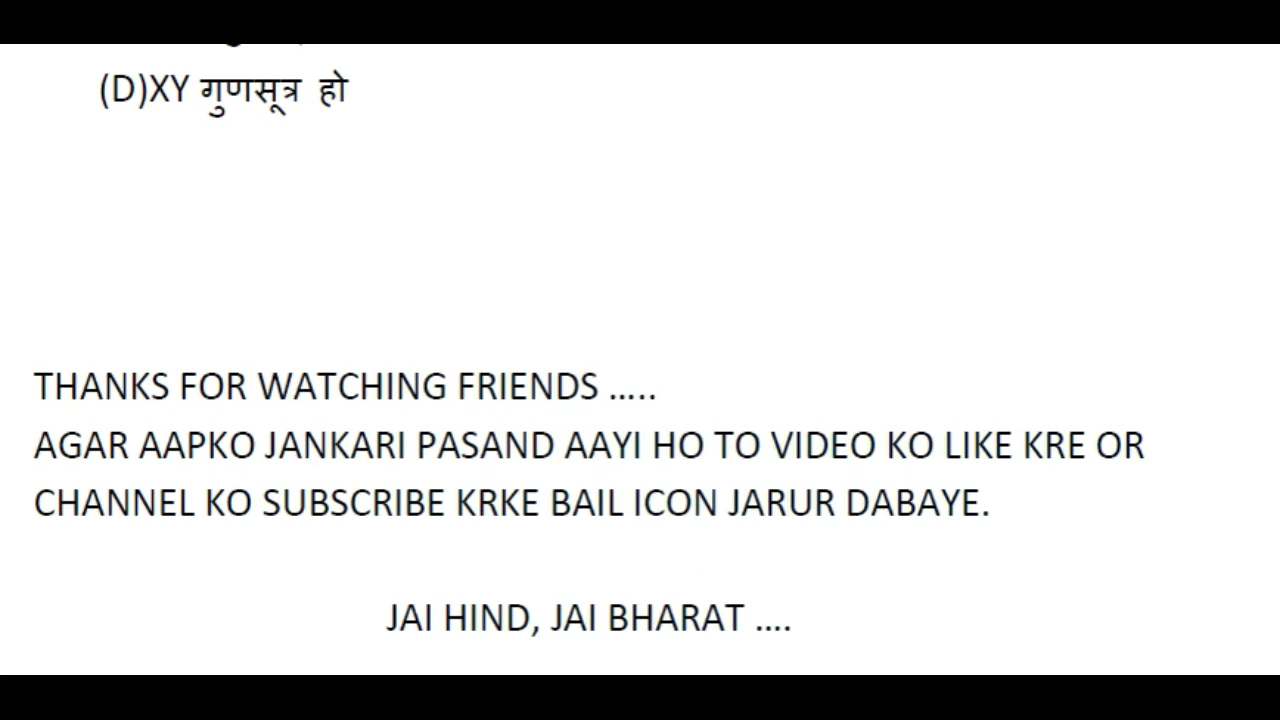 (D)XY गुणसूत्र हो
THANKS FOR WATCHING FRIENDS …..
AGAR AAPKO JANKARI PASAND AAYI HO TO VIDEO KO LIKE KRE OR
CHANNEL KO SUBSCRIBE KRKE BAIL ICON JARUR DABAYE.
JAI HIND, JAI BHARAT ….